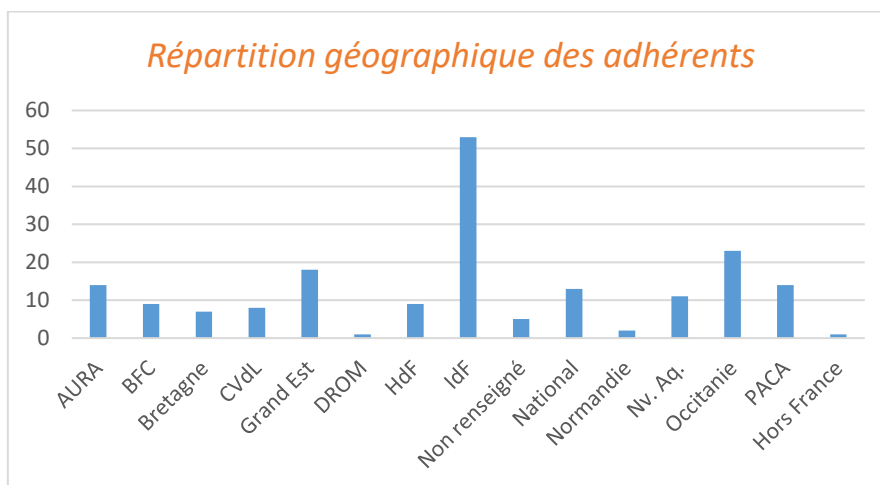 Répartition géographique des adhérents
60
50
40
30
20
10
0
AURA
BFC
Bretagne
CVdL
Grand Est
DROM
HdF
IdF
Non renseigné
National
Normandie
Nv. Aq.
Occitanie
PACA
Hors France